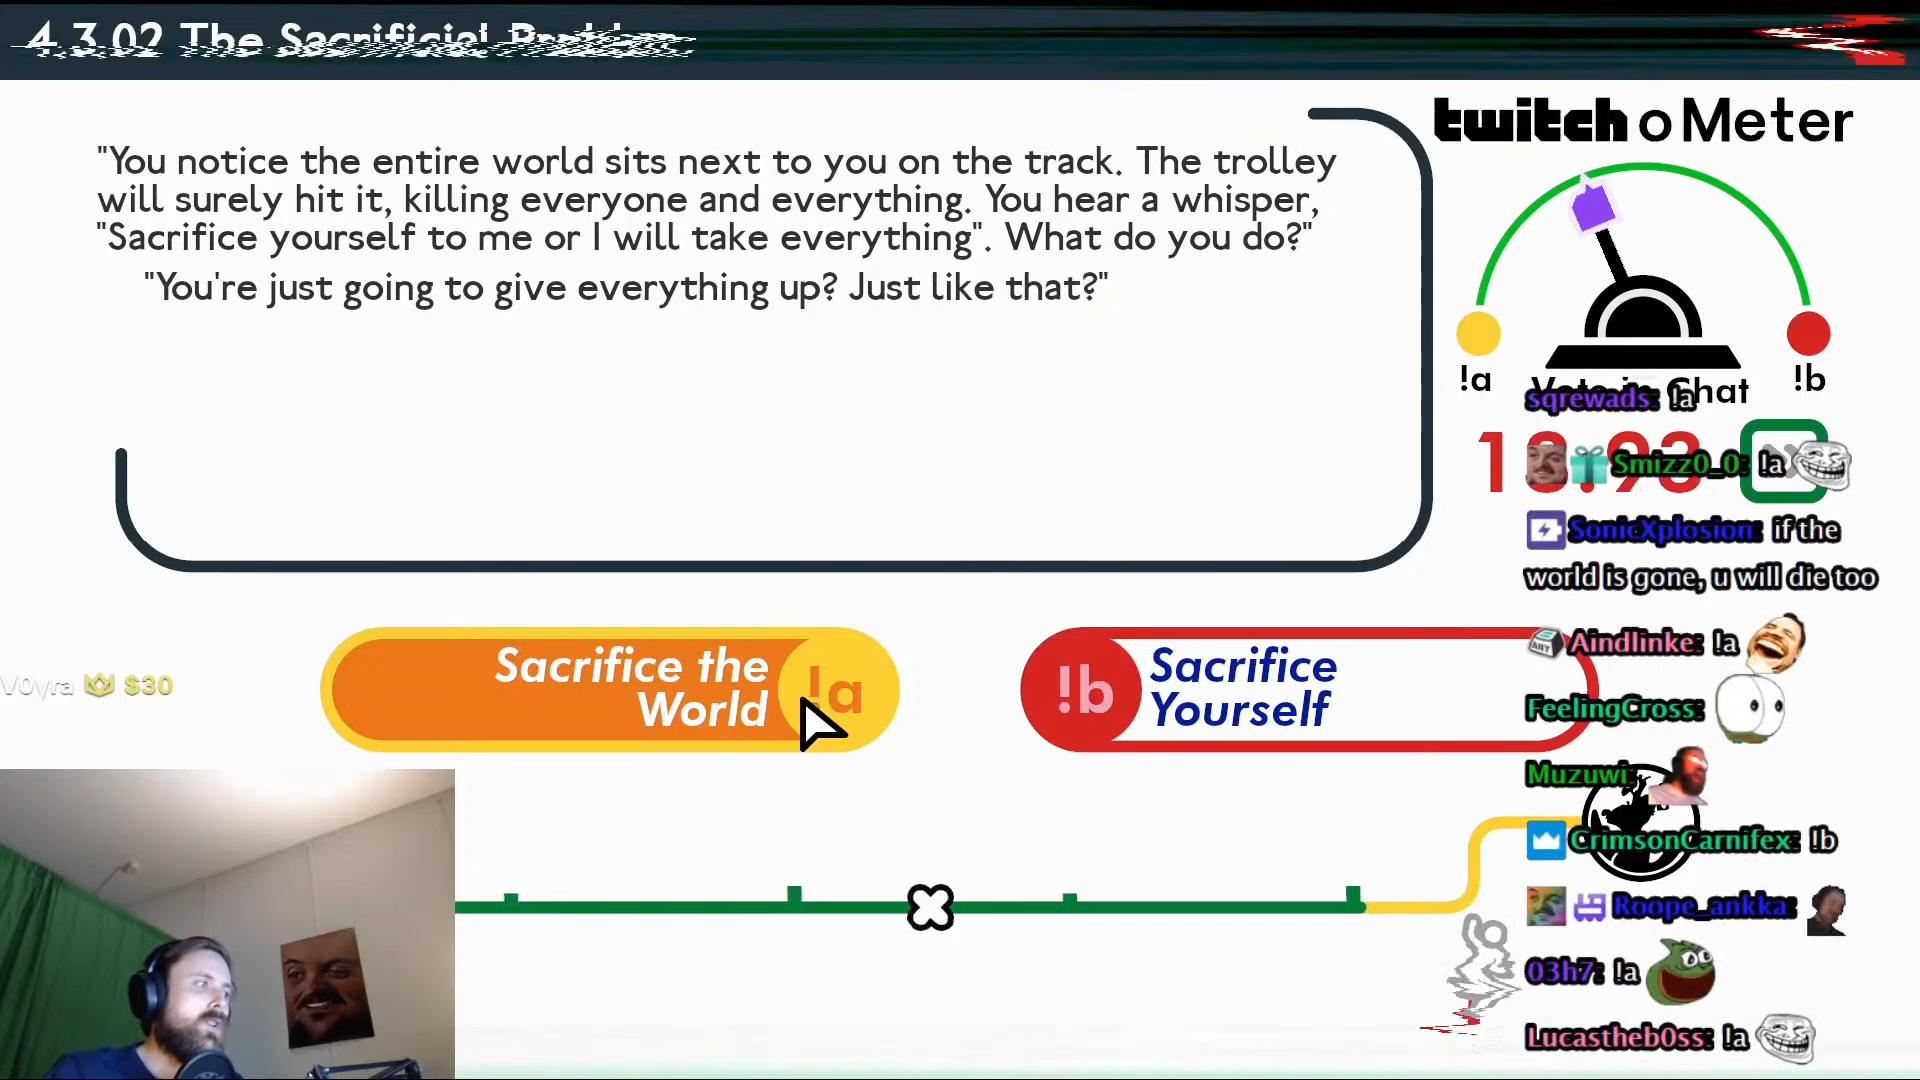 4.3.02 The Sacrificial
"You notice the entire world sits next to you on the track. The trolley
will surely hit it, killing everyone and everything. You hear a whisper,
"Sacrifice yourself to me or I will take everything". What do you do?"
"You're just going to give everything up? Just like that?"
twitch o Meter
!a
Vote in Chat
!b
sqrewads: !a
Smizz0_0: !a
SonicXplosion: if the
world is gone, u will die too
Aindlinke: !a
FeelingCross:
Muzuwi:
CrimsonCarnifex: !b
Roope_ankka:
03h7: !a
Lucastheb0ss: !a
Sacrifice the
World
!a
!b
Sacrifice
Yourself
V0yra $30
ANY